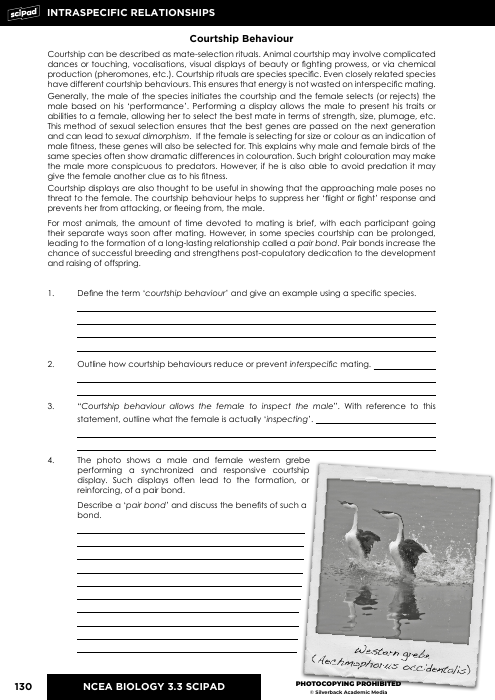 scipad INTRASPECIFIC RELATIONSHIPS
Courtship Behaviour
Courtship can be described as mate-selection rituals. Animal courtship may involve complicated
dances or touching, vocalisations, visual displays of beauty or fighting prowess, or via chemical
production (pheromones, etc.). Courtship rituals are species specific. Even closely related species
have different courtship behaviours. This ensures that energy is not wasted on interspecific mating.
Generally, the male of the species initiates the courtship and the female selects (or rejects) the
male based on his 'performance'. Performing a display allows the male to present his traits or
abilities to a female, allowing her to select the best mate in terms of strength, size, plumage, etc.
This method of sexual selection ensures that the best genes are passed on the next generation
and can lead to sexual dimorphism. If the female is selecting for size or colour as an indication of
male fitness, these genes will also be selected for. This explains why male and female birds of the
same species often show dramatic differences in colouration. Such bright colouration may make
the male more conspicuous to predators. However, if he is also able to avoid predation it may
give the female another clue as to his fitness.
Courtship displays are also thought to be useful in showing that the approaching male poses no
threat to the female. The courtship behaviour helps to suppress her 'flight or fight' response and
prevents her from attacking, or fleeing from, the male.
For most animals, the amount of time devoted to mating is brief, with each participant going
their separate ways soon after mating. However, in some species courtship can be prolonged,
leading to the formation of a long-lasting relationship called a pair bond. Pair bonds increase the
chance of successful breeding and strengthens post-copulatory dedication to the development
and raising of offspring.
1. Define the term 'courtship behaviour' and give an example using a specific species.
2. Outline how courtship behaviours reduce or prevent interspecific mating.
3. "Courtship behaviour allows the female to inspect the male". With reference to this
statement, outline what the female is actually 'inspecting'.
4. The photo shows a male and female western grebe
performing a synchronized and responsive courtship
display. Such displays often lead to the formation, or
reinforcing, of a pair bond.
Describe a 'pair bond' and discuss the benefits of such a
bond.
Western grebe
(Aechmophorus occidentalis)
130 NCEA BIOLOGY 3.3 SCIPAD
PHOTOCOPYING PROHIBITED
© Silverback Academic Media